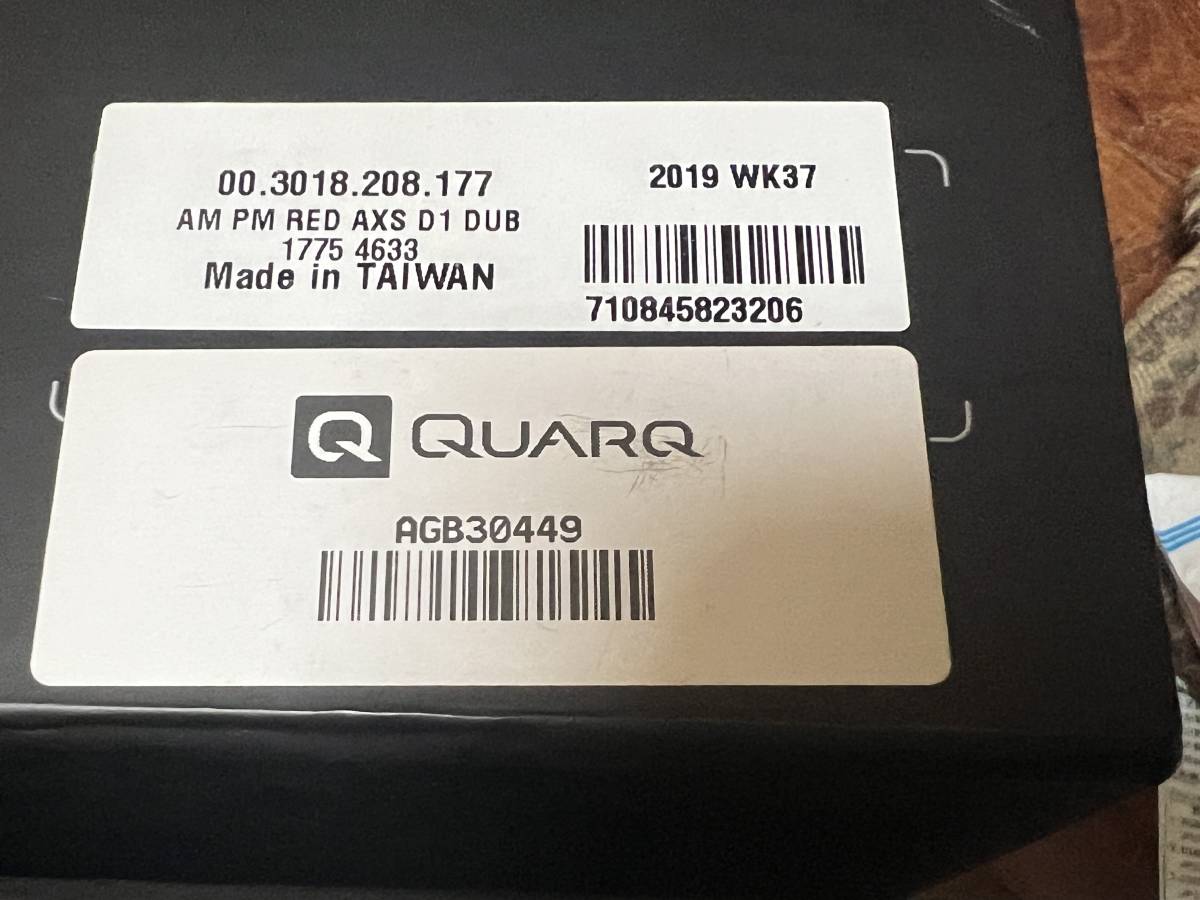 00.3018.208.177
AM PM RED AXS D1 DUB
1775 4633
Made in TAIWAN
2019 WK37
710845823206
Q QUARQ
AGB30449